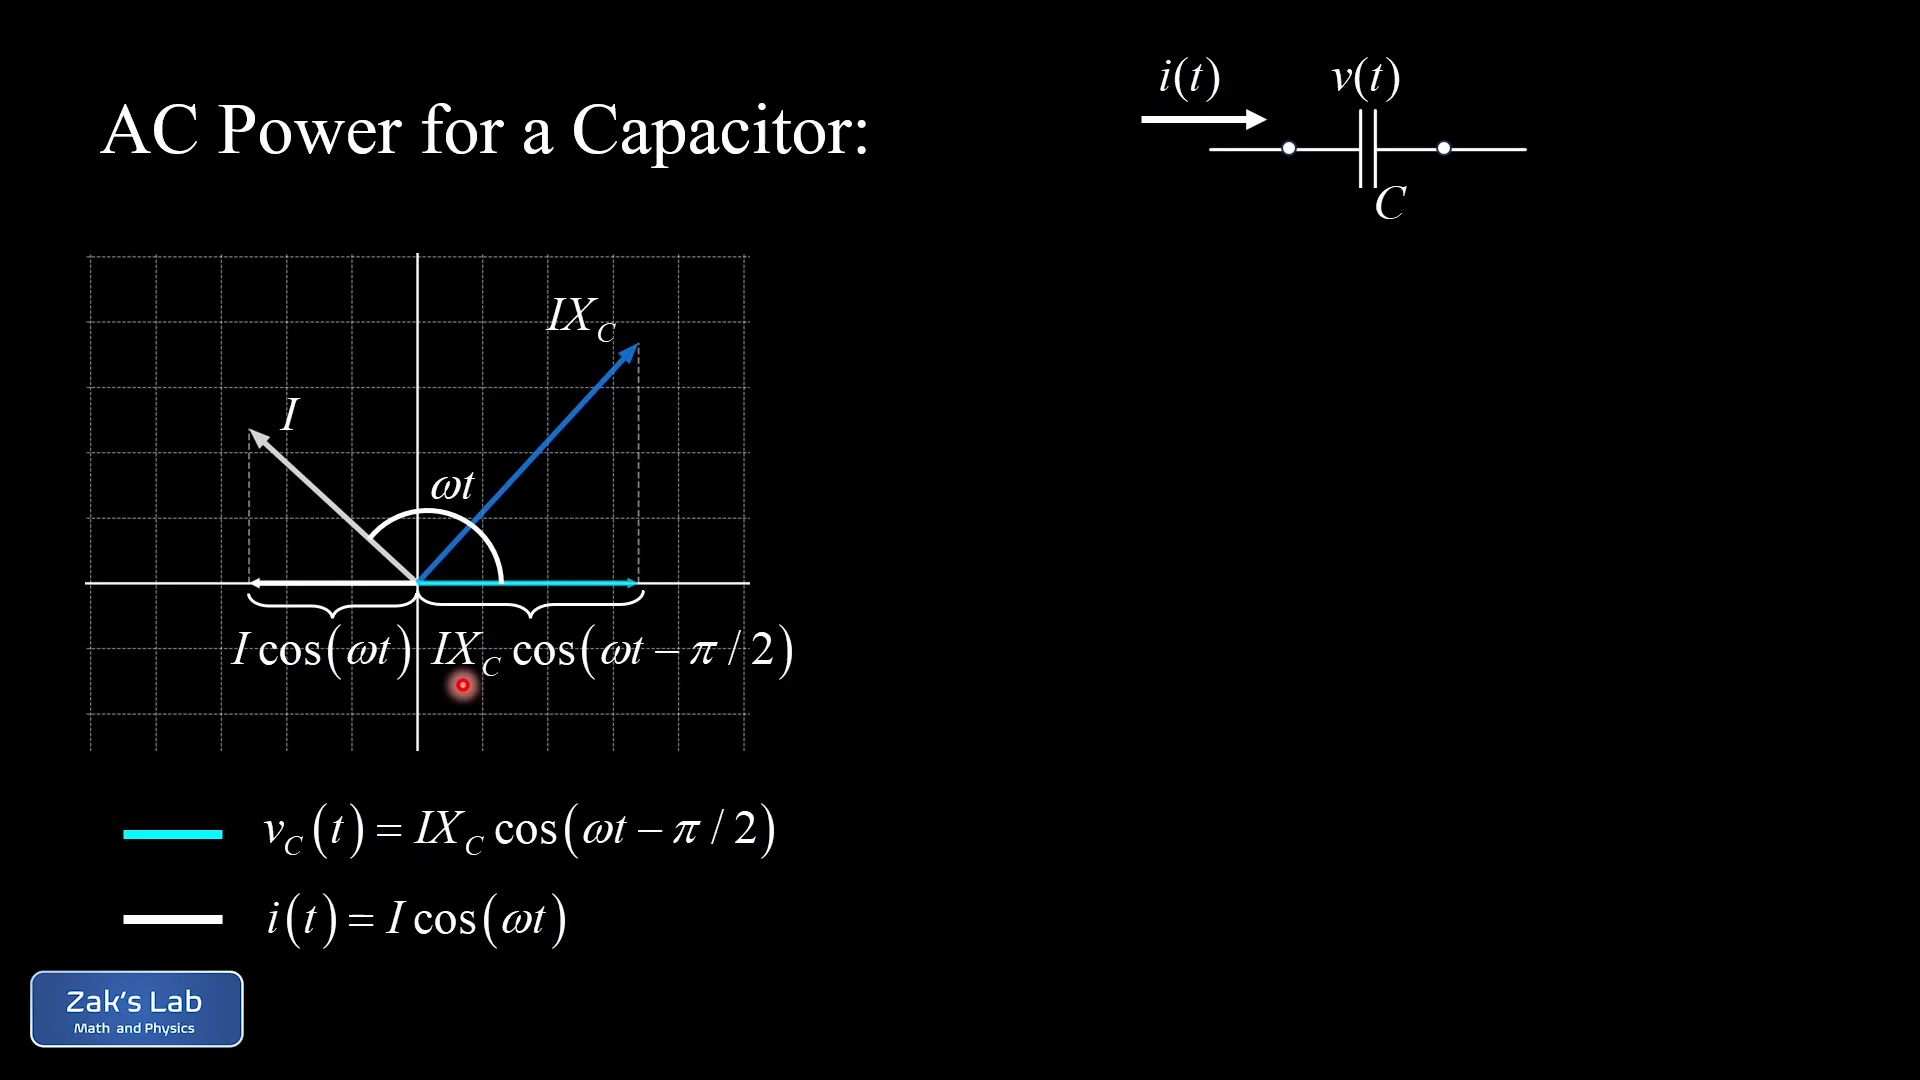 AC Power for a Capacitor:
i(t)
v(t)
C
IX_C
I
ωt
I cos(ωt)
IX_C cos(ωt − π / 2)
v_C(t) = IX_C cos(ωt − π / 2)
i(t) = I cos(ωt)
Zak's Lab
Math and Physics